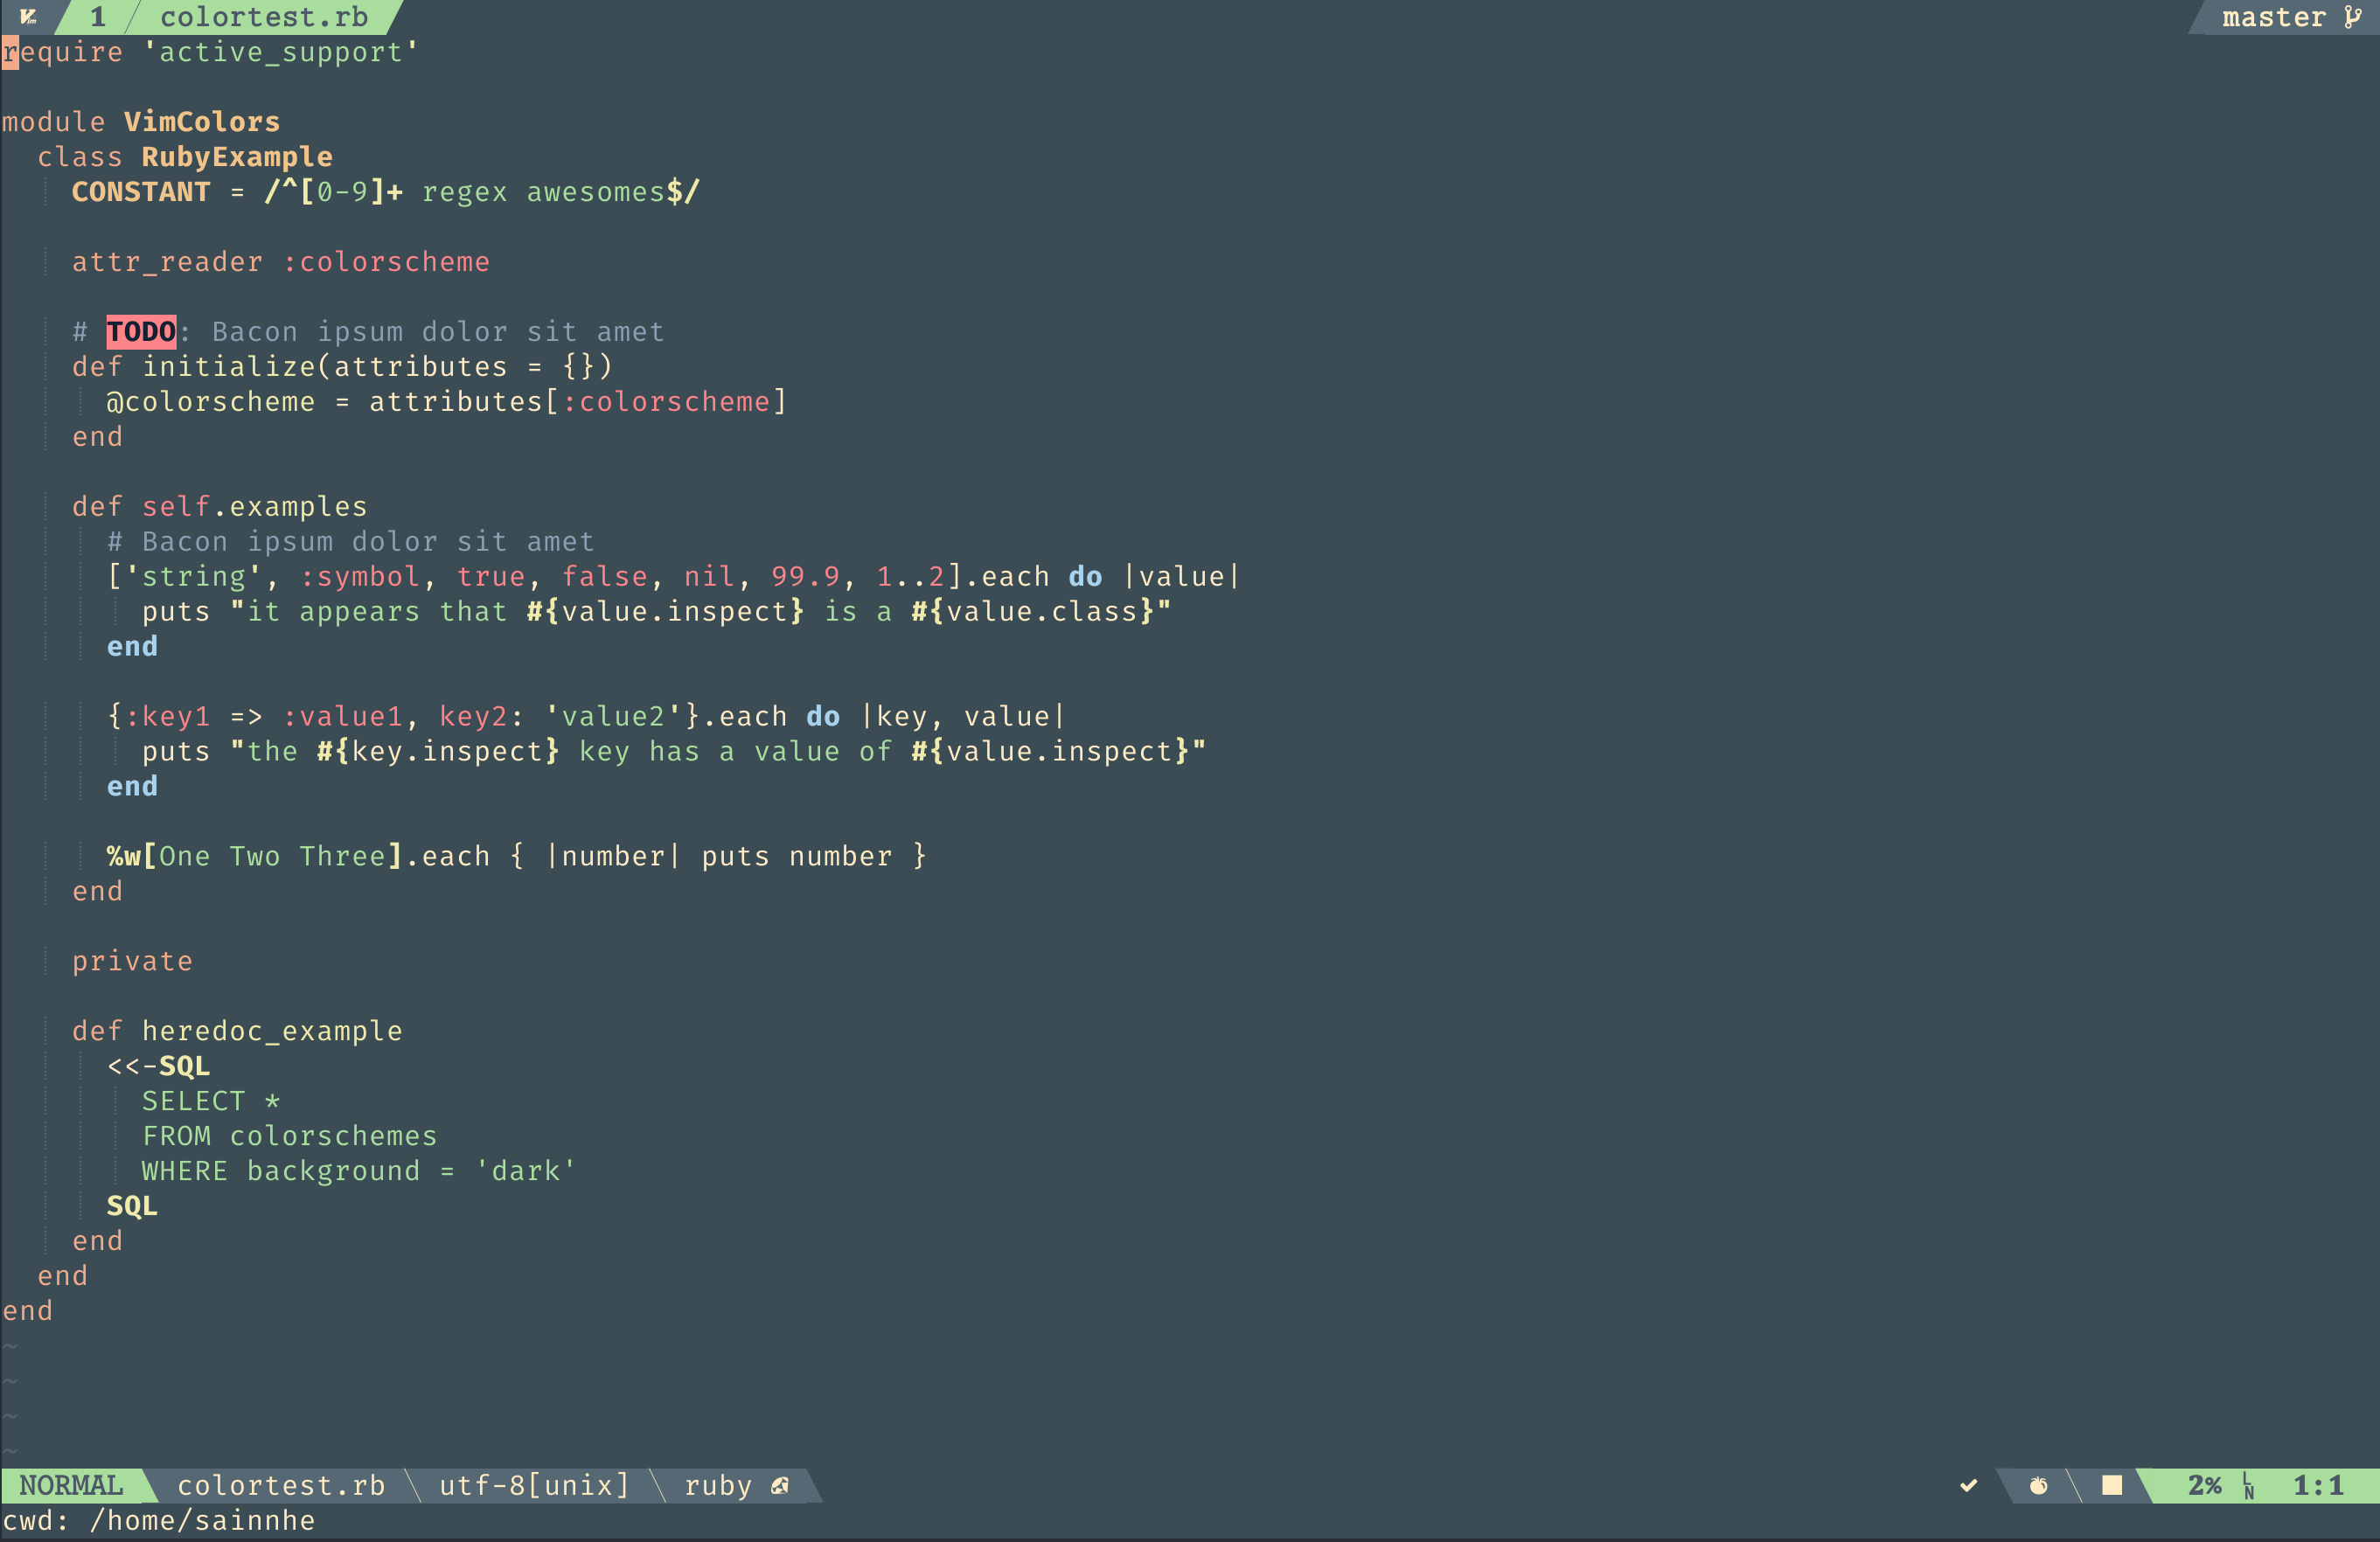 1 colortest.rb master
require 'active_support'

module VimColors
  class RubyExample
    CONSTANT = /^[0-9]+ regex awesomes$/

    attr_reader :colorscheme

    # TODO: Bacon ipsum dolor sit amet
    def initialize(attributes = {})
      @colorscheme = attributes[:colorscheme]
    end

    def self.examples
      # Bacon ipsum dolor sit amet
      ['string', :symbol, true, false, nil, 99.9, 1..2].each do |value|
        puts "it appears that #{value.inspect} is a #{value.class}"
      end

      {:key1 => :value1, key2: 'value2'}.each do |key, value|
        puts "the #{key.inspect} key has a value of #{value.inspect}"
      end

      %w[One Two Three].each { |number| puts number }
    end

    private

    def heredoc_example
      <<-SQL
        SELECT *
        FROM colorschemes
        WHERE background = 'dark'
      SQL
    end
  end
end
~
~
~
~
NORMAL colortest.rb utf-8[unix] ruby 2% LN 1:1
cwd: /home/sainnhe